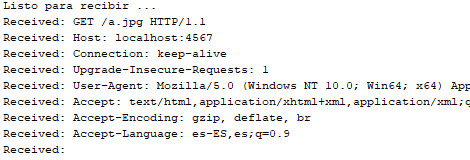 Listo para recibir ...
Received: GET /a.jpg HTTP/1.1
Received: Host: localhost:4567
Received: Connection: keep-alive
Received: Upgrade-Insecure-Requests: 1
Received: User-Agent: Mozilla/5.0 (Windows NT 10.0; Win64; x64) App
Received: Accept: text/html,application/xhtml+xml,application/xml;q
Received: Accept-Encoding: gzip, deflate, br
Received: Accept-Language: es-ES,es;q=0.9
Received: